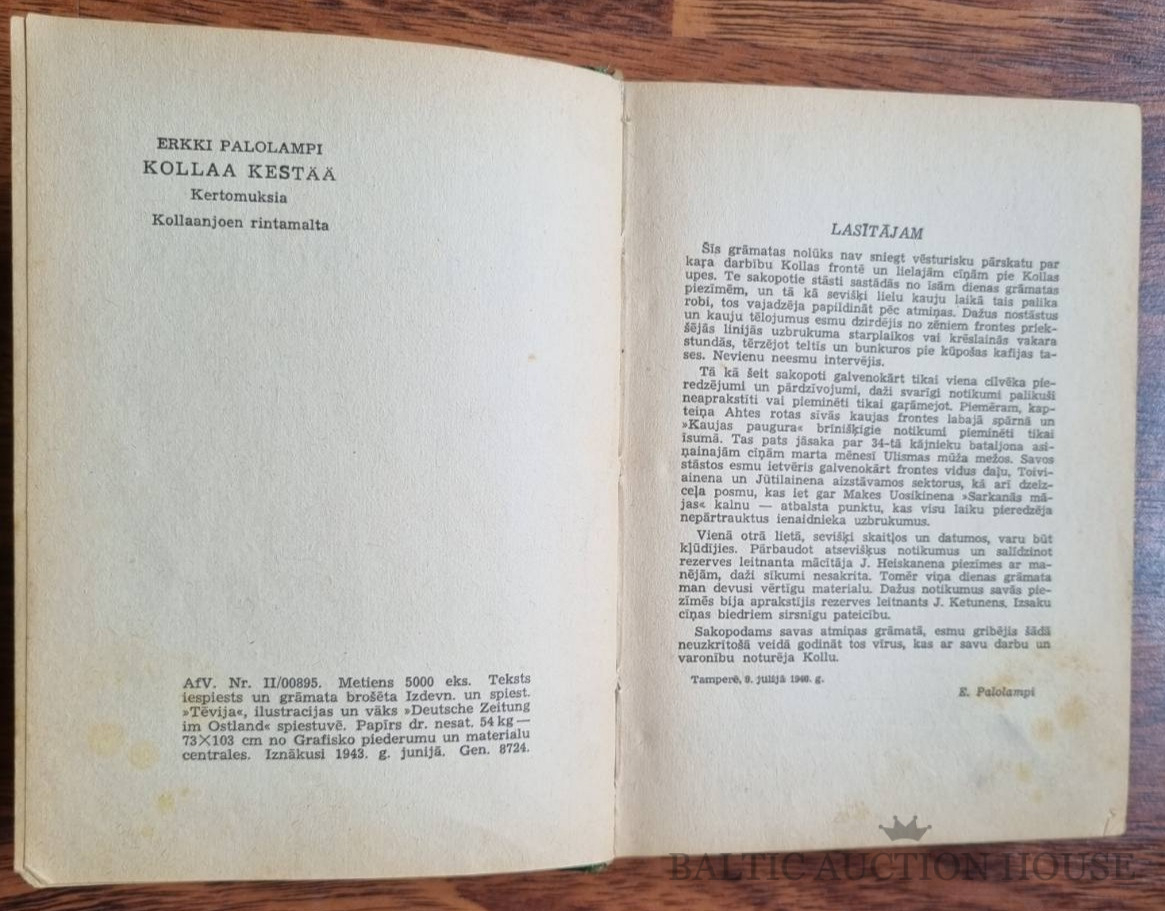 ERKKI PALOLAMPI
KOLLAA KESTÄÄ
Kertomuksia
Kollaanjoen rintamalta
AfV. Nr. II/00895. Metiens 5000 eks. Teksts
iespiests un grāmata brošēta Izdevn. un spiest.
»Tēvija«, ilustracijas un vāks »Deutsche Zeitung
im Ostland« spiestuvē. Papīrs dr. nesat. 54 kg —
73×103 cm no Grafisko piederumu un materialu
centrales. Iznākusi 1943. g. junijā. Gen. 8724.
LASĪTĀJAM
Šīs grāmatas nolūks nav sniegt vēsturisku pārskatu par
kaŗa darbību Kollas frontē un lielajām cīņām pie Kollas
upes. Te sakopotie stāsti sastādās no īsām dienas grāmatas
piezīmēm, un tā kā sevišķi lielu kauju laikā tais palika
robi, tos vajadzēja papildināt pēc atmiņas. Dažus nostāstus
un kauju tēlojumus esmu dzirdējis no zēniem frontes priek-
šējās līnijās uzbrukuma starplaikos vai krēslainās vakara
stundās, tērzējot teltīs un bunkuros pie kūpošas kafijas ta-
ses. Nevienu neesmu intervējis.
Tā kā šeit sakopoti galvenokārt tikai viena cilvēka pie-
redzējumi un pārdzīvojumi, daži svarīgi notikumi palikuši
neaprakstīti vai pieminēti tikai gaŗāmejot. Piemēram, kap-
teiņa Ahtes rotas sīvās kaujas frontes labajā spārnā un
»Kaujas paugura« brīnišķīgie notikumi pieminēti tikai
īsumā. Tas pats jāsaka par 34-tā kājnieku bataljona asi-
ņainajām cīņām marta mēnesī Ulismas mūža mežos. Savos
stāstos esmu ietvēris galvenokārt frontes vidus daļu, Toivi-
ainena un Jūtilainena aizstāvamos sektorus, kā arī dzelz-
ceļa posmu, kas iet gar Makes Uosikinena »Sarkanās mā-
jas« kalnu — atbalsta punktu, kas visu laiku pieredzēja
nepārtrauktus ienaidnieka uzbrukumus.
Vienā otrā lietā, sevišķi skaitļos un datumos, varu būt
kļūdījies. Pārbaudot atsevišķus notikumus un salīdzinot
rezerves leitnanta mācītāja J. Heiskanena piezīmes ar ma-
nējām, daži sīkumi nesakrita. Tomēr viņa dienas grāmata
man devusi vērtīgu materialu. Dažus notikumus savās pie-
zīmēs bija aprakstījis rezerves leitnants J. Ketunens. Izsaku
cīņas biedriem sirsnīgu pateicību.
Sakopodams savas atmiņas grāmatā, esmu gribējis šādā
neuzkrītošā veidā godināt tos vīrus, kas ar savu darbu un
varonību noturēja Kollu.
Tamperē, 9. julijā 1940. g.
E. Palolampi
BALTIC AUCTION HOUSE